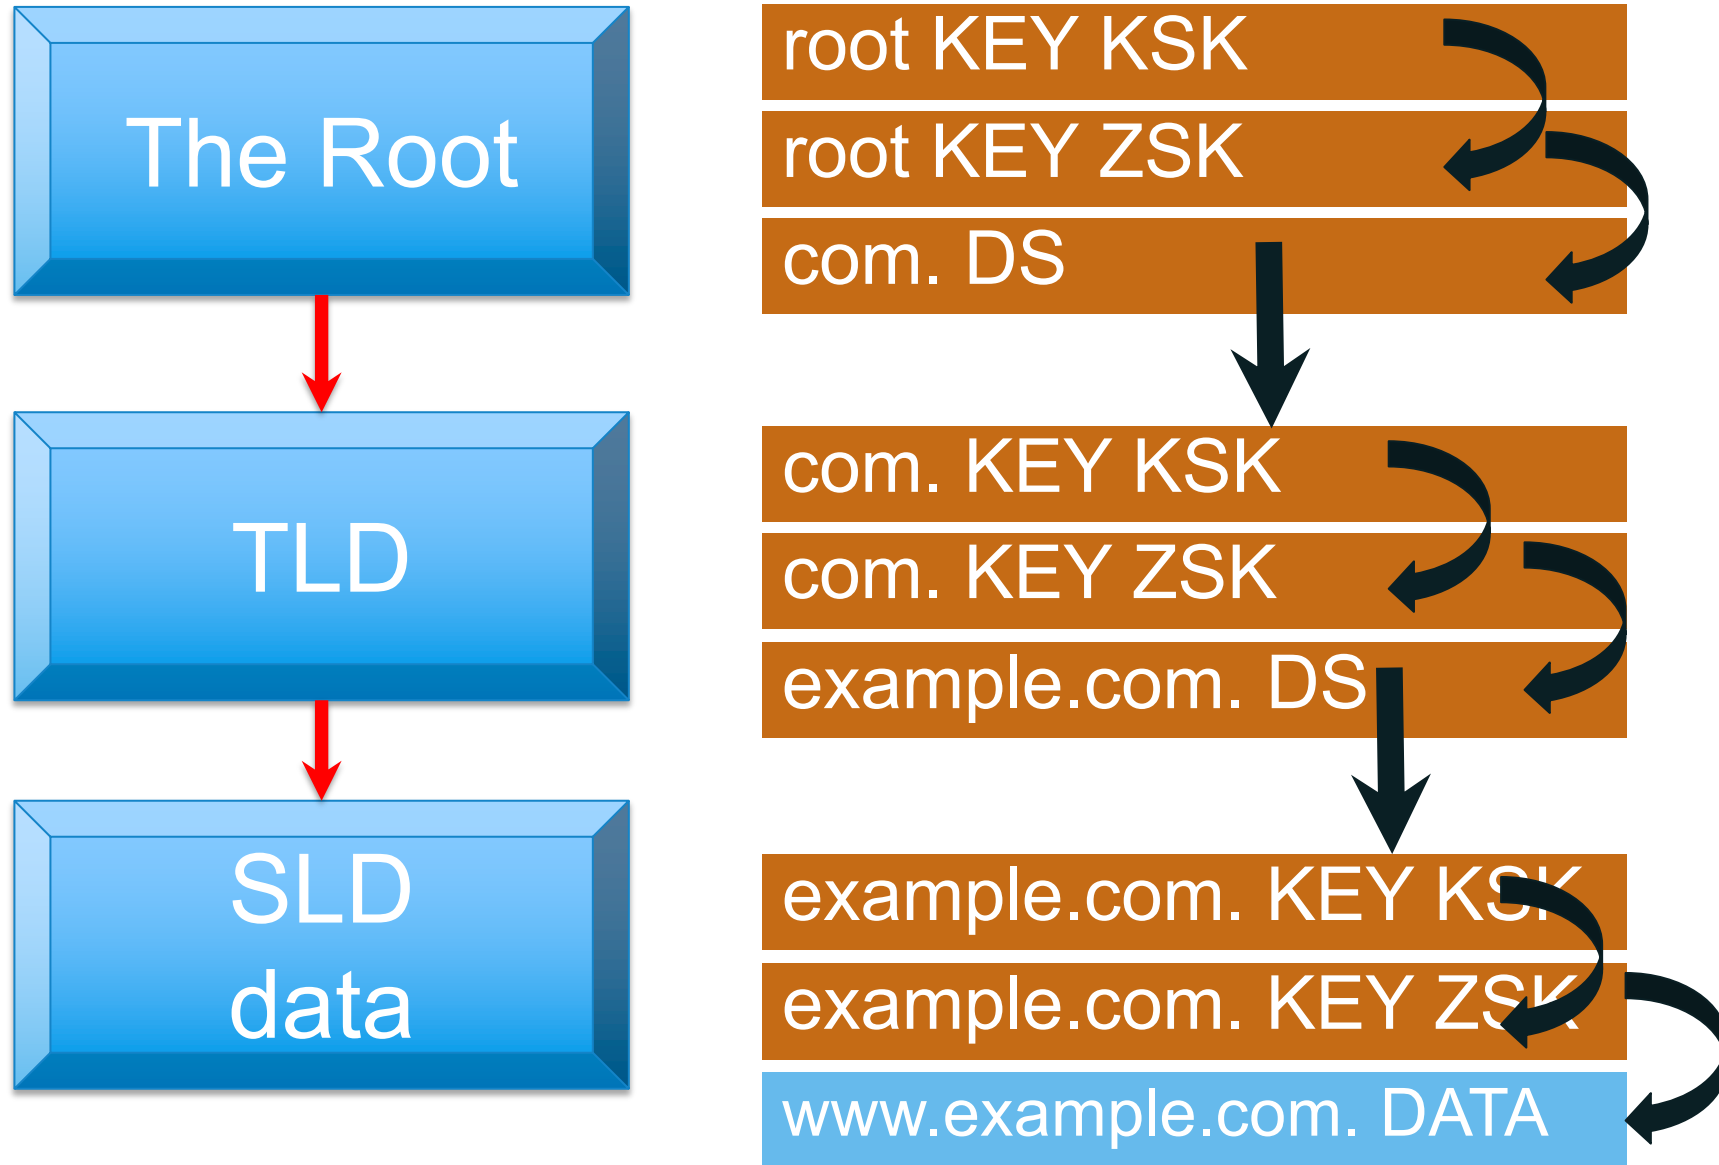 The Root
root KEY KSK
root KEY ZSK
com. DS
TLD
com. KEY KSK
com. KEY ZSK
example.com. DS
SLD
data
example.com. KEY KSK
example.com. KEY ZSK
www.example.com. DATA